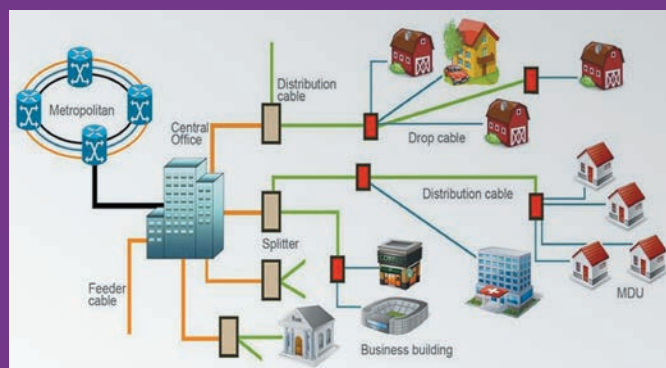 Metropolitan
Distribution
cable
Central
Office
Drop cable
Distribution cable
Splitter
Feeder
cable
MDU
Business building